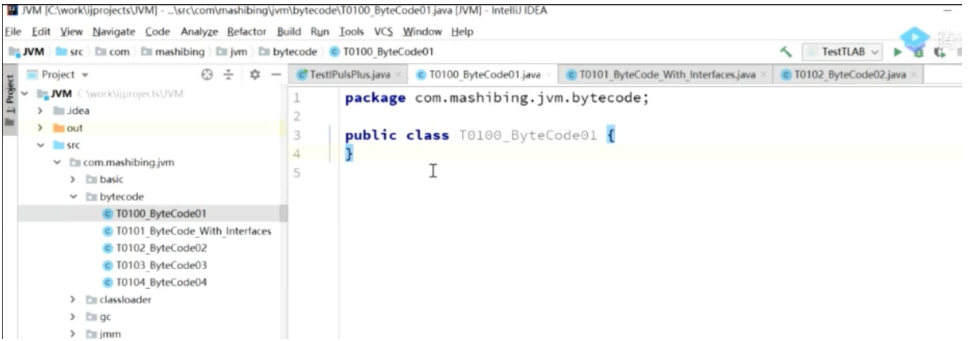 JVM [C:\work\ijprojects\JVM] - ...\src\com\mashibing\jvm\bytecode\T0100_ByteCode01.java [JVM] - IntelliJ IDEA
File Edit View Navigate Code Analyze Refactor Build Run Tools VCS Window Help
JVM src com mashibing jvm bytecode T0100_ByteCode01 TestTLAB
1: Project
Project TestIPulsPlus.java T0100_ByteCode01.java T0101_ByteCode_With_Interfaces.java T0102_ByteCode02.java
JVM C:\work\ijprojects\JVM
.idea
out
src
com.mashibing.jvm
basic
bytecode
T0100_ByteCode01
T0101_ByteCode_With_Interfaces
T0102_ByteCode02
T0103_ByteCode03
T0104_ByteCode04
classloader
gc
jmm
1 package com.mashibing.jvm.bytecode;
2
3 public class T0100_ByteCode01 {
4 }
5